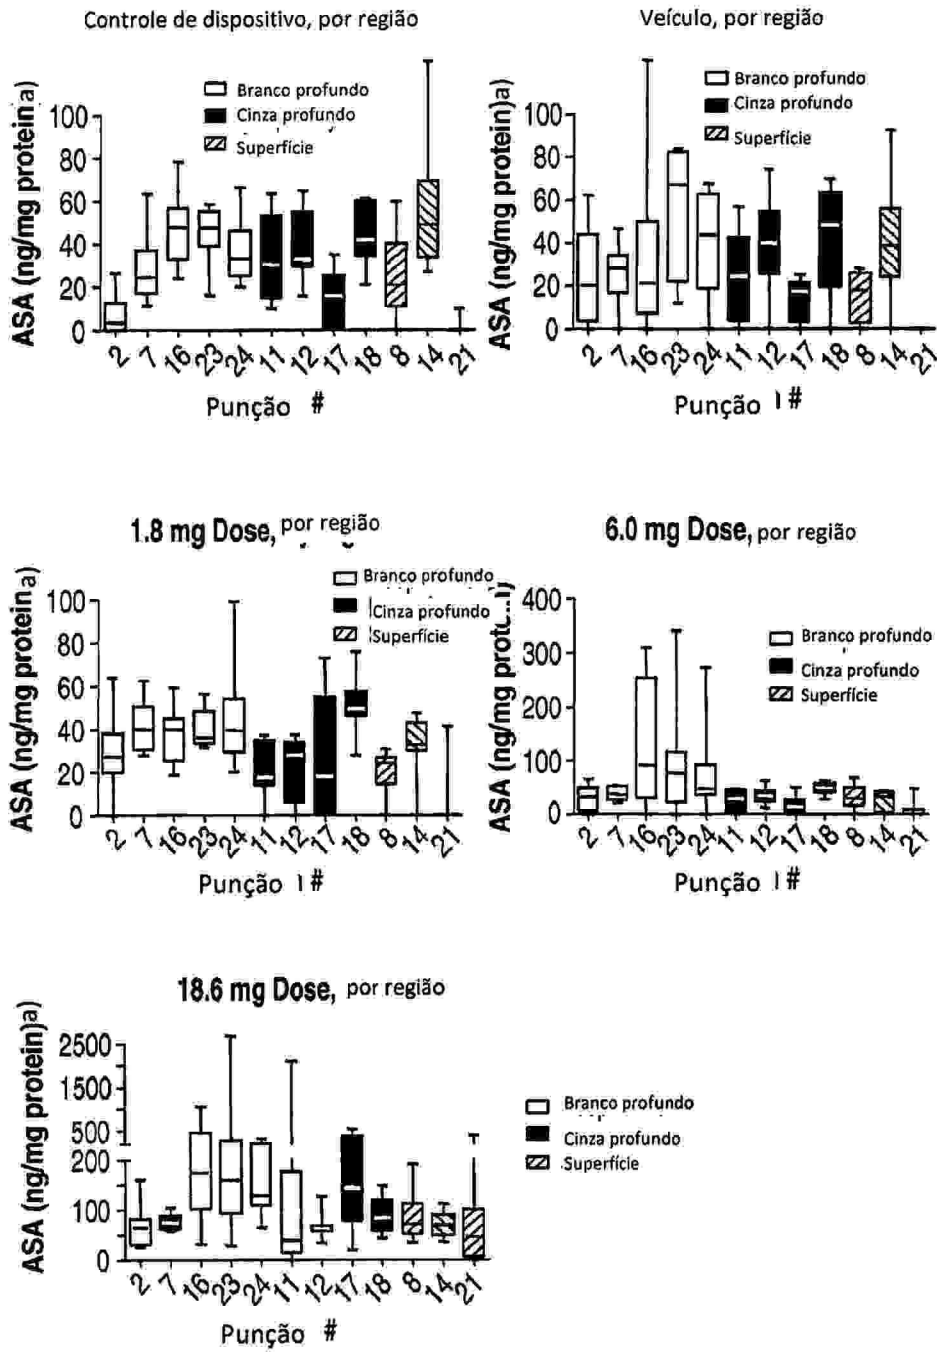 Controle de dispositivo, por região
Branco profundo
Cinza profundo
Superfície
ASA (ng/mg protein)a)
100
80
60
40
20
0
2 7 16 23 24 11 12 17 18 8 14 21
Punção #
Veículo, por região
Branco profundo
Cinza profundo
Superfície
ASA (ng/mg protein)a)
100
80
60
40
20
0
2 7 16 23 24 11 12 17 18 8 14 21
Punção #
1.8 mg Dose, por região
Branco profundo
Cinza profundo
Superfície
ASA (ng/mg proteina)
100
80
60
40
20
0
2 7 16 23 24 11 12 17 18 8 14 21
Punção #
6.0 mg Dose, por região
Branco profundo
Cinza profundo
Superfície
ASA (ng/mg
400
300
200
100
0
2 7 16 23 24 11 12 17 18 8 14 21
Punção #
18.6 mg Dose, por região
Branco profundo
Cinza profundo
Superfície
ASA (ng/mg protein)a)
2500
1500
500
200
100
0
2 7 16 23 24 11 12 17 18 8 14 21
Punção #